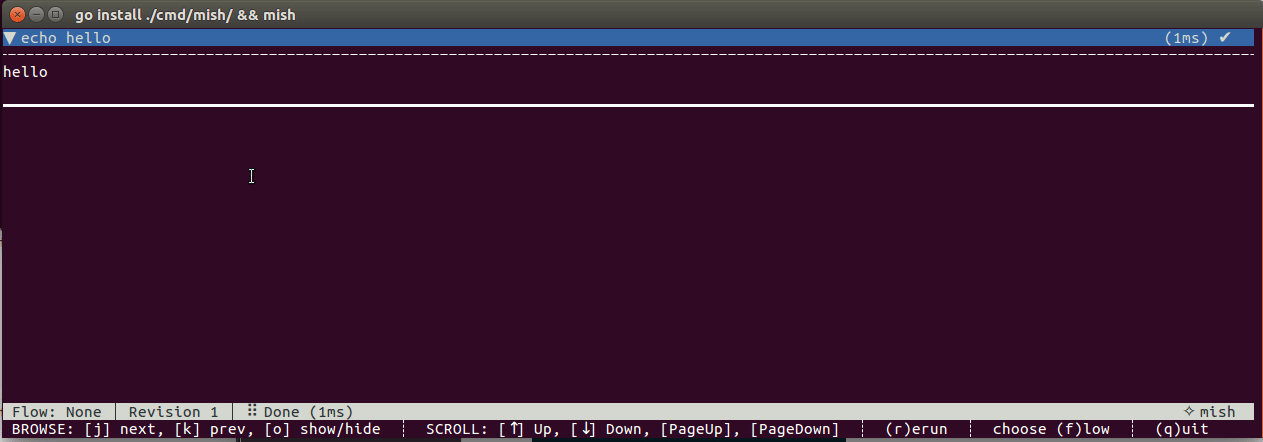 go install ./cmd/mish/ && mish
▼ echo hello (1ms) ✔
hello
Flow: None │ Revision 1 │ ⠿ Done (1ms) ✧ mish
BROWSE: [j] next, [k] prev, [o] show/hide ┆ SCROLL: [↑] Up, [↓] Down, [PageUp], [PageDown] ┆ (r)erun ┆ choose (f)low ┆ (q)uit